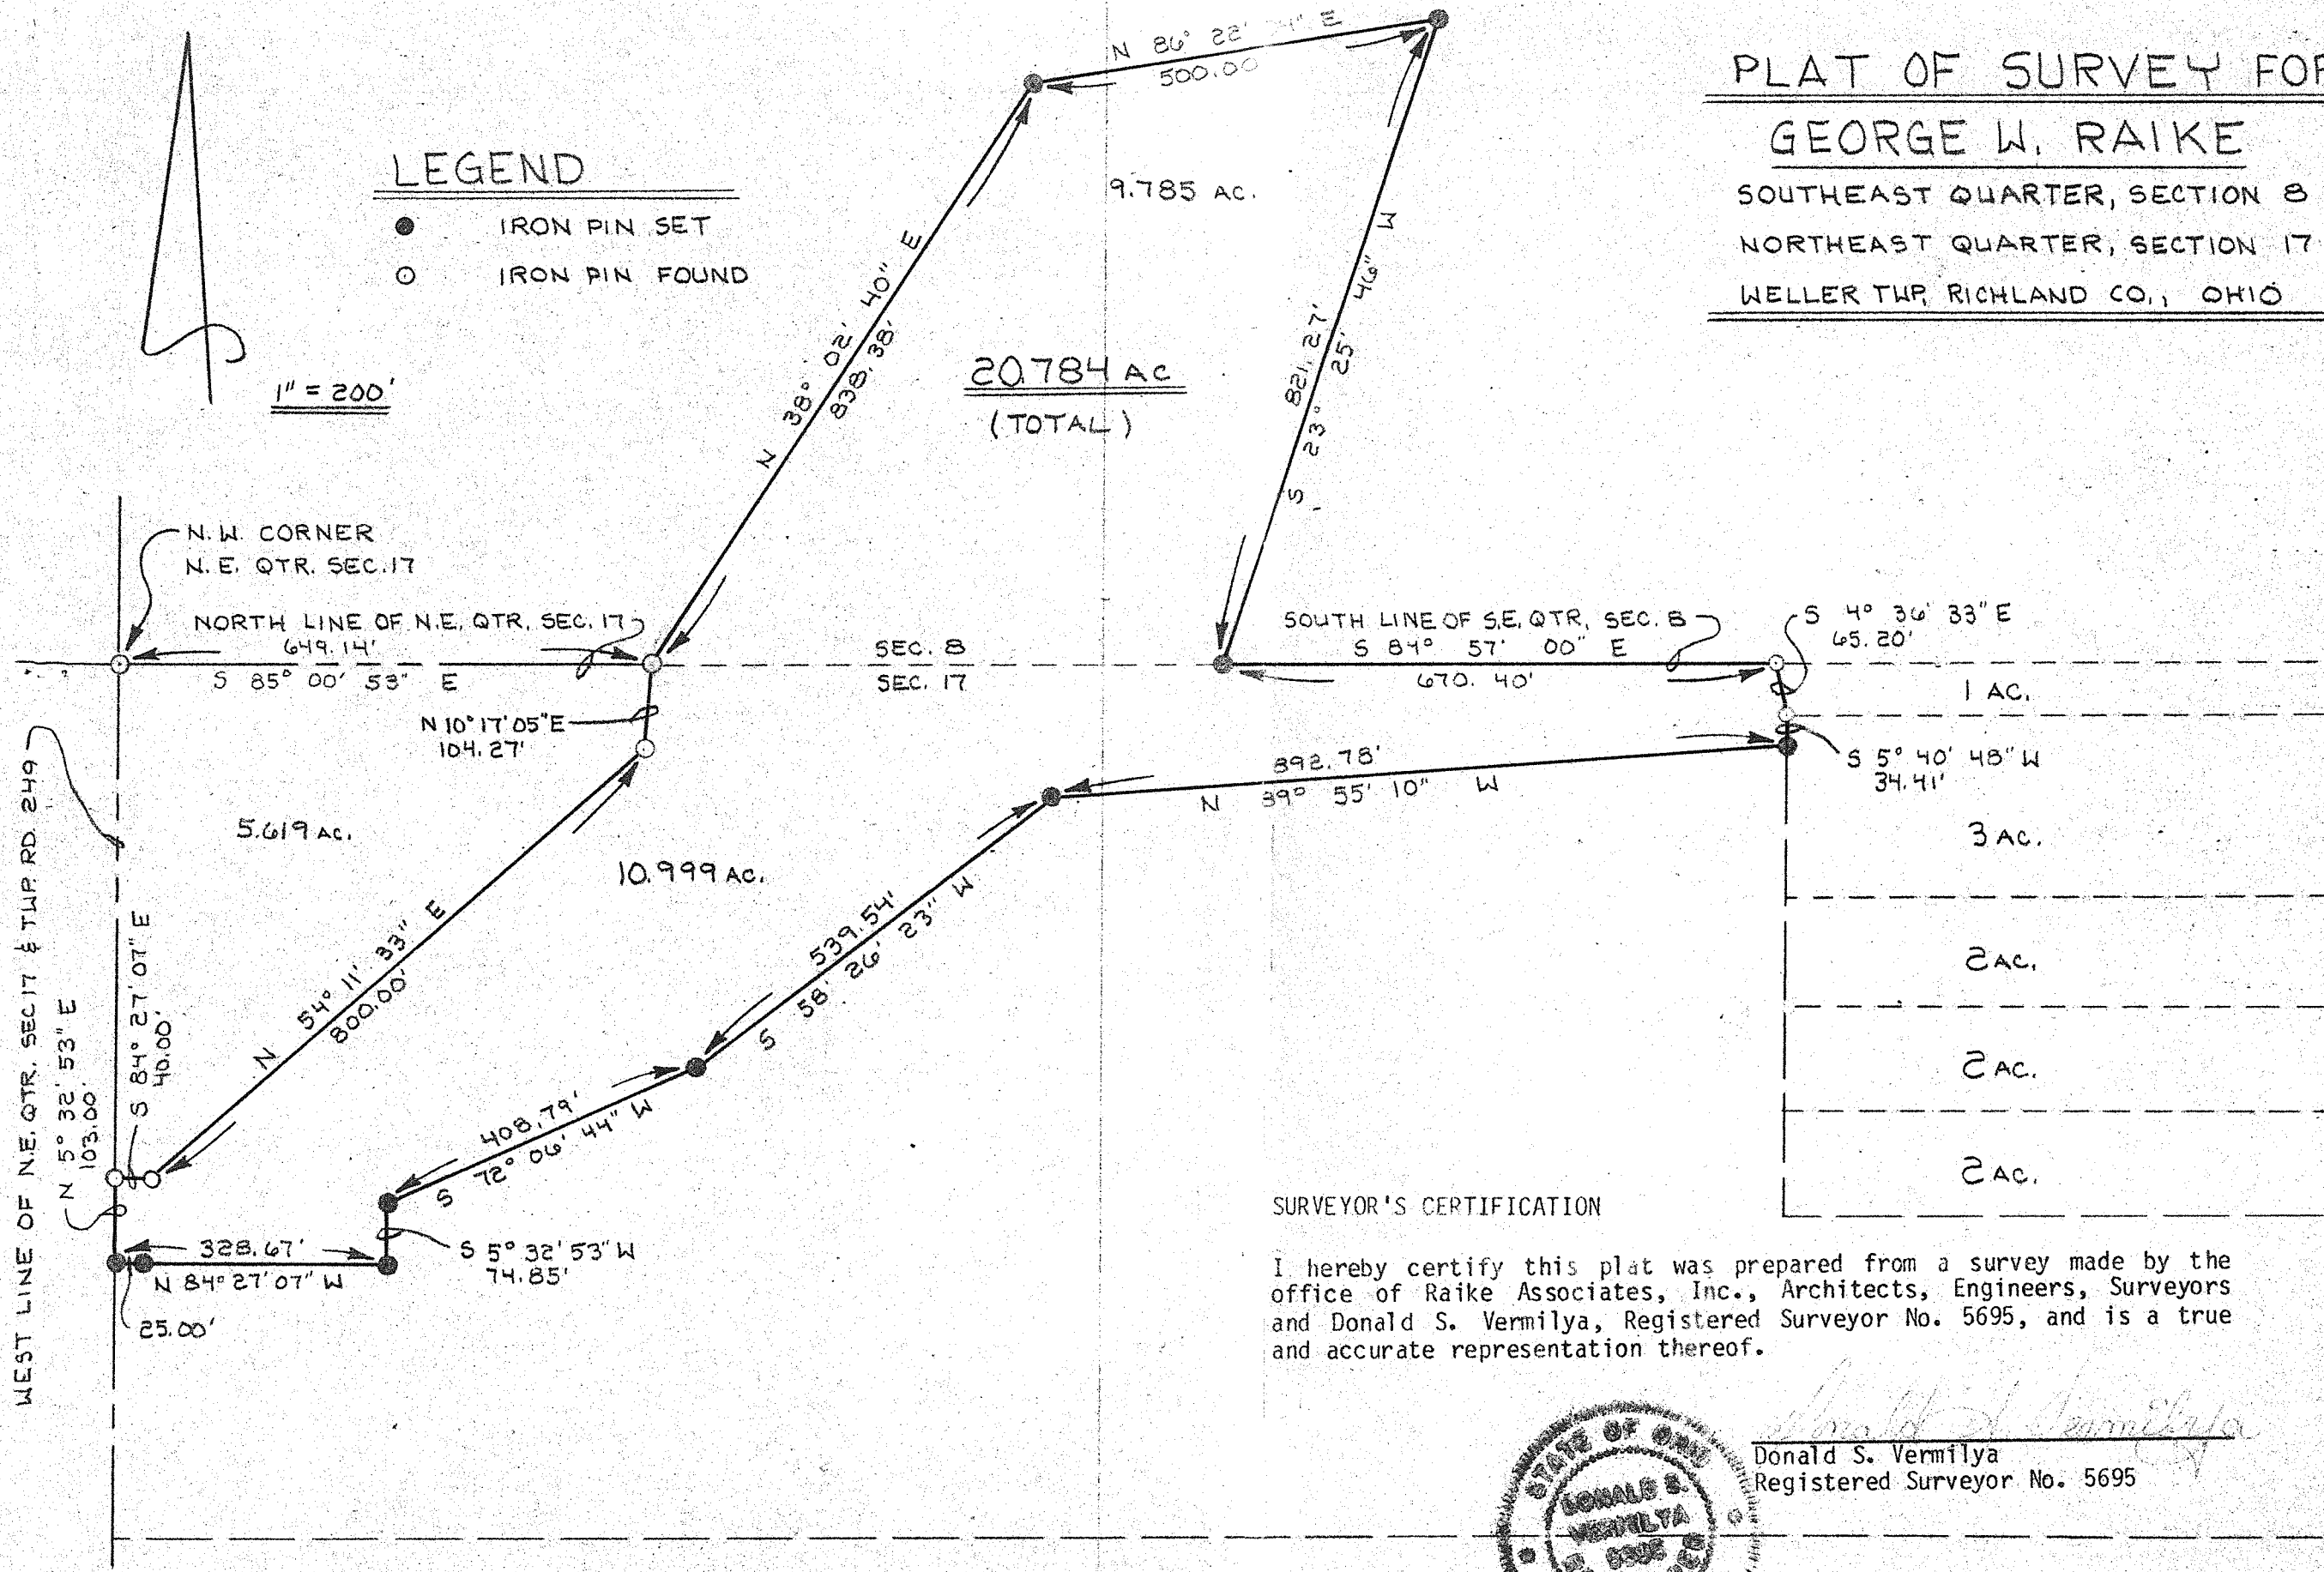 PLAT OF SURVEY FOR
GEORGE W. RAIKE
SOUTHEAST QUARTER, SECTION 8
NORTHEAST QUARTER, SECTION 17
WELLER TWP, RICHLAND CO., OHIO
LEGEND
IRON PIN SET
IRON PIN FOUND
1" = 200'
N 86° 22' E
500.00
9.785 AC.
N 38° 02' 40" E
838.38'
20.784 AC
(TOTAL)
821.27'
S 23° 25' 46" W
N.W. CORNER
N.E. QTR. SEC. 17
NORTH LINE OF N.E. QTR. SEC. 17
649.14'
S 85° 00' 53" E
SEC. 8
SEC. 17
SOUTH LINE OF S.E. QTR, SEC. 8
S 84° 57' 00" E
670.40'
S 4° 36' 33" E
65.20'
1 AC.
N 10° 17' 05" E
104.27'
S 5° 40' 48" W
34.41'
892.78'
N 89° 55' 10" W
3 AC.
WEST LINE OF N.E. QTR. SEC 17 & TWP. RD. 249
5.619 AC.
10.999 AC.
N 54° 11' 33" E
800.00'
539.54'
S 58° 26' 23" W
2 AC.
2 AC.
2 AC.
N 5° 32' 53" E
103.00'
S 84° 27' 07" E
40.00'
408.79'
S 72° 06' 44" W
328.67'
N 84° 27' 07" W
25.00'
S 5° 32' 53" W
74.85'
SURVEYOR'S CERTIFICATION
I hereby certify this plat was prepared from a survey made by the
office of Raike Associates, Inc., Architects, Engineers, Surveyors
and Donald S. Vermilya, Registered Surveyor No. 5695, and is a true
and accurate representation thereof.
Donald S. Vermilya
Donald S. Vermilya
Registered Surveyor No. 5695
STATE OF OHIO
DONALD S.
VERMILYA
5695